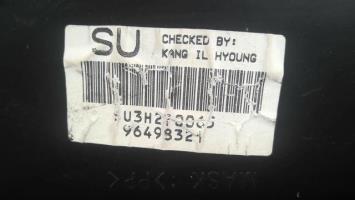 SU
CHECKED BY:
KANG IL HYOUNG
96498321